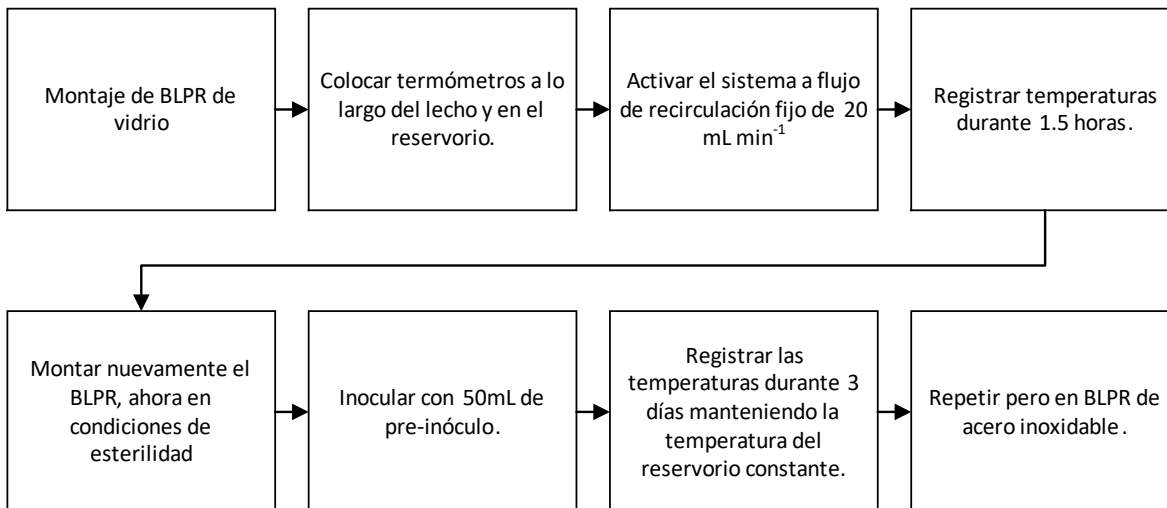 Montaje de BLPR de
vidrio
Colocar termómetros a lo
largo del lecho y en el
reservorio.
Activar el sistema a flujo
de recirculación fijo de 20
mL min⁻¹
Registrar temperaturas
durante 1.5 horas.
Montar nuevamente el
BLPR, ahora en
condiciones de
esterilidad
Inocular con 50mL de
pre-inóculo.
Registrar las
temperaturas durante 3
días manteniendo la
temperatura del
reservorio constante.
Repetir pero en BLPR de
acero inoxidable.